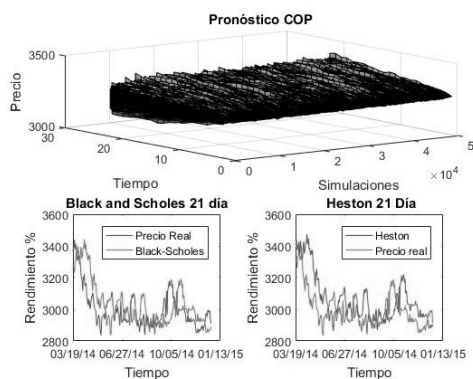 Pronóstico COP
3500
Precio
3000
30
20
10
0
Tiempo
0
1
2
3
4
5
×10⁴
Simulaciones
Black and Scholes 21 día
3600
3400
3200
3000
2800
Rendimiento %
Precio Real
Black-Scholes
03/19/14 06/27/14 10/05/14 01/13/15
Tiempo
Heston 21 Día
3600
3400
3200
3000
2800
Rendimiento %
Heston
Precio real
03/19/14 06/27/14 10/05/14 01/13/15
Tiempo